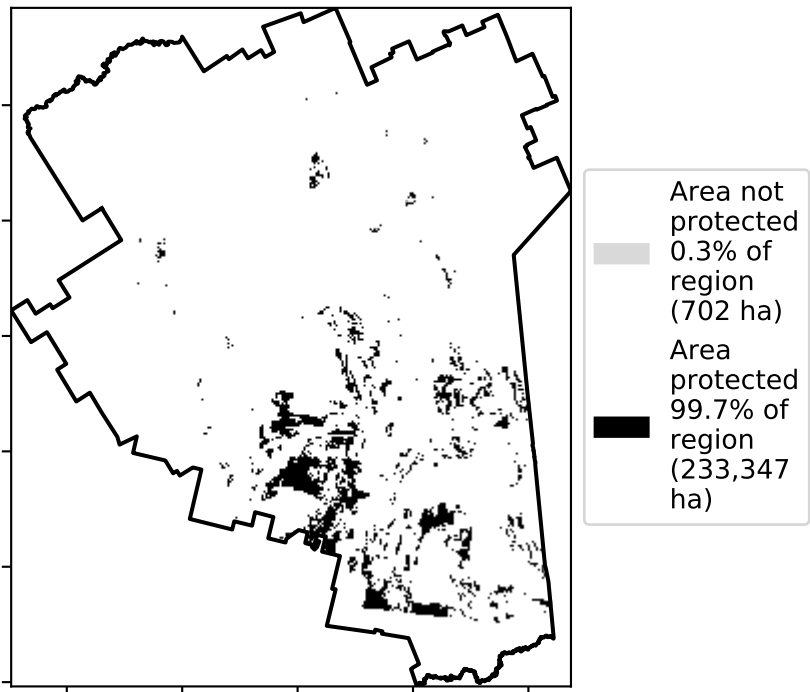 Area not
protected
0.3% of
region
(702 ha)
Area
protected
99.7% of
region
(233,347
ha)